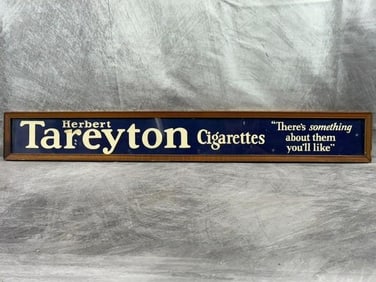 Herbert
Tareyton Cigarettes
"There's something
about them
you'll like"